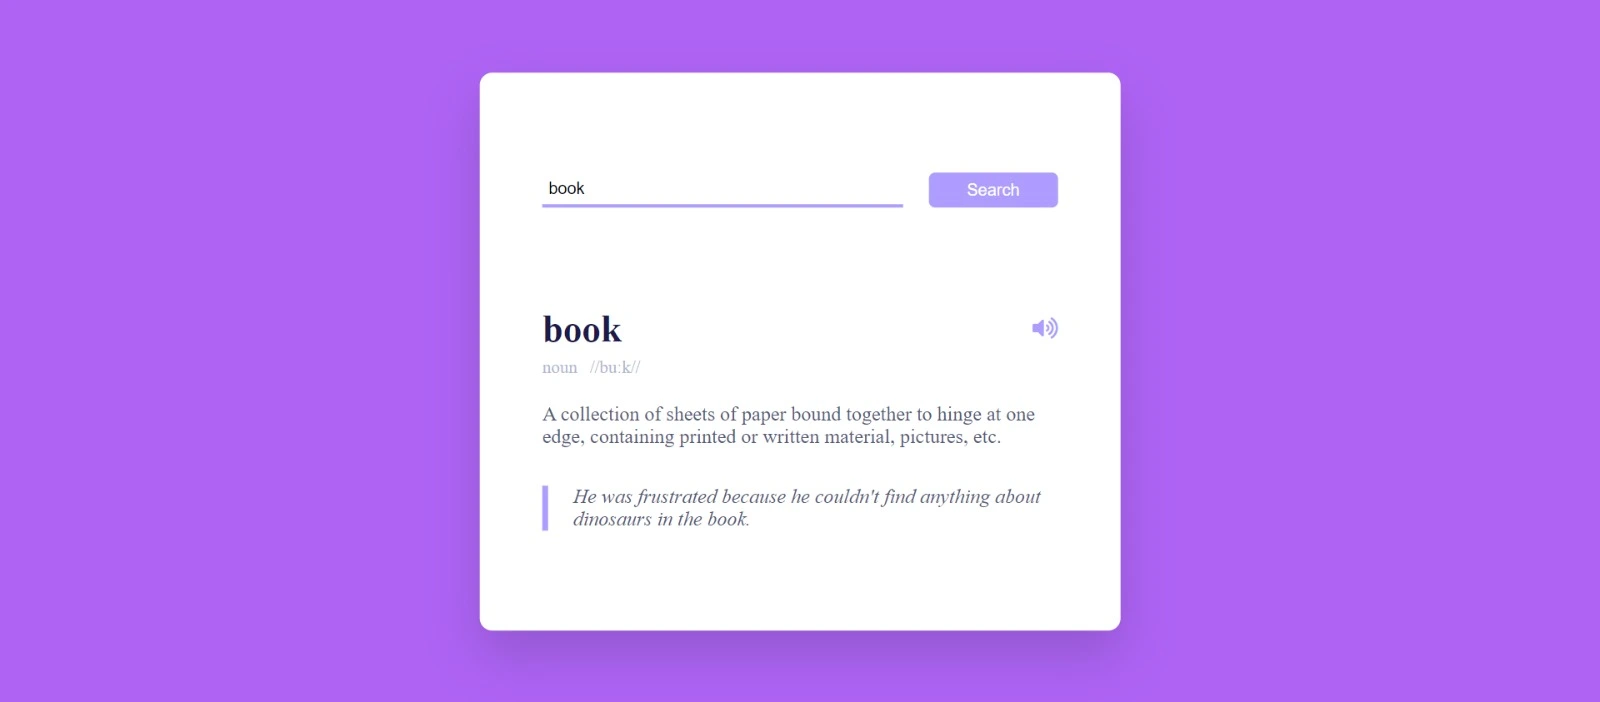 book
Search
book
noun //buːk//
A collection of sheets of paper bound together to hinge at one
edge, containing printed or written material, pictures, etc.
He was frustrated because he couldn't find anything about
dinosaurs in the book.